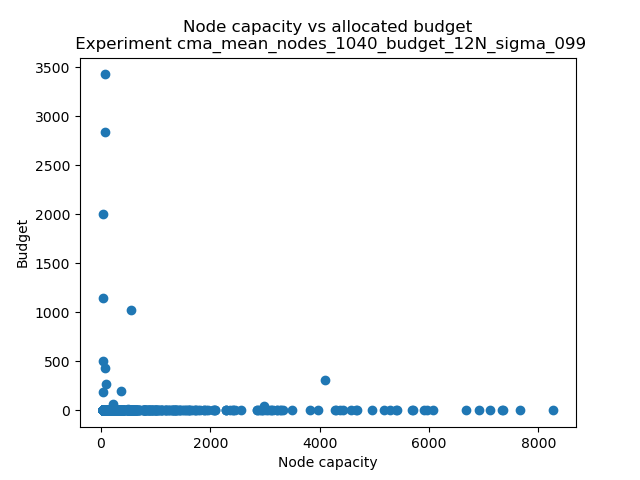 Node capacity vs allocated budget
Experiment cma_mean_nodes_1040_budget_12N_sigma_099
3500
3000
2500
2000
1500
1000
500
0
Budget
0 2000 4000 6000 8000
Node capacity